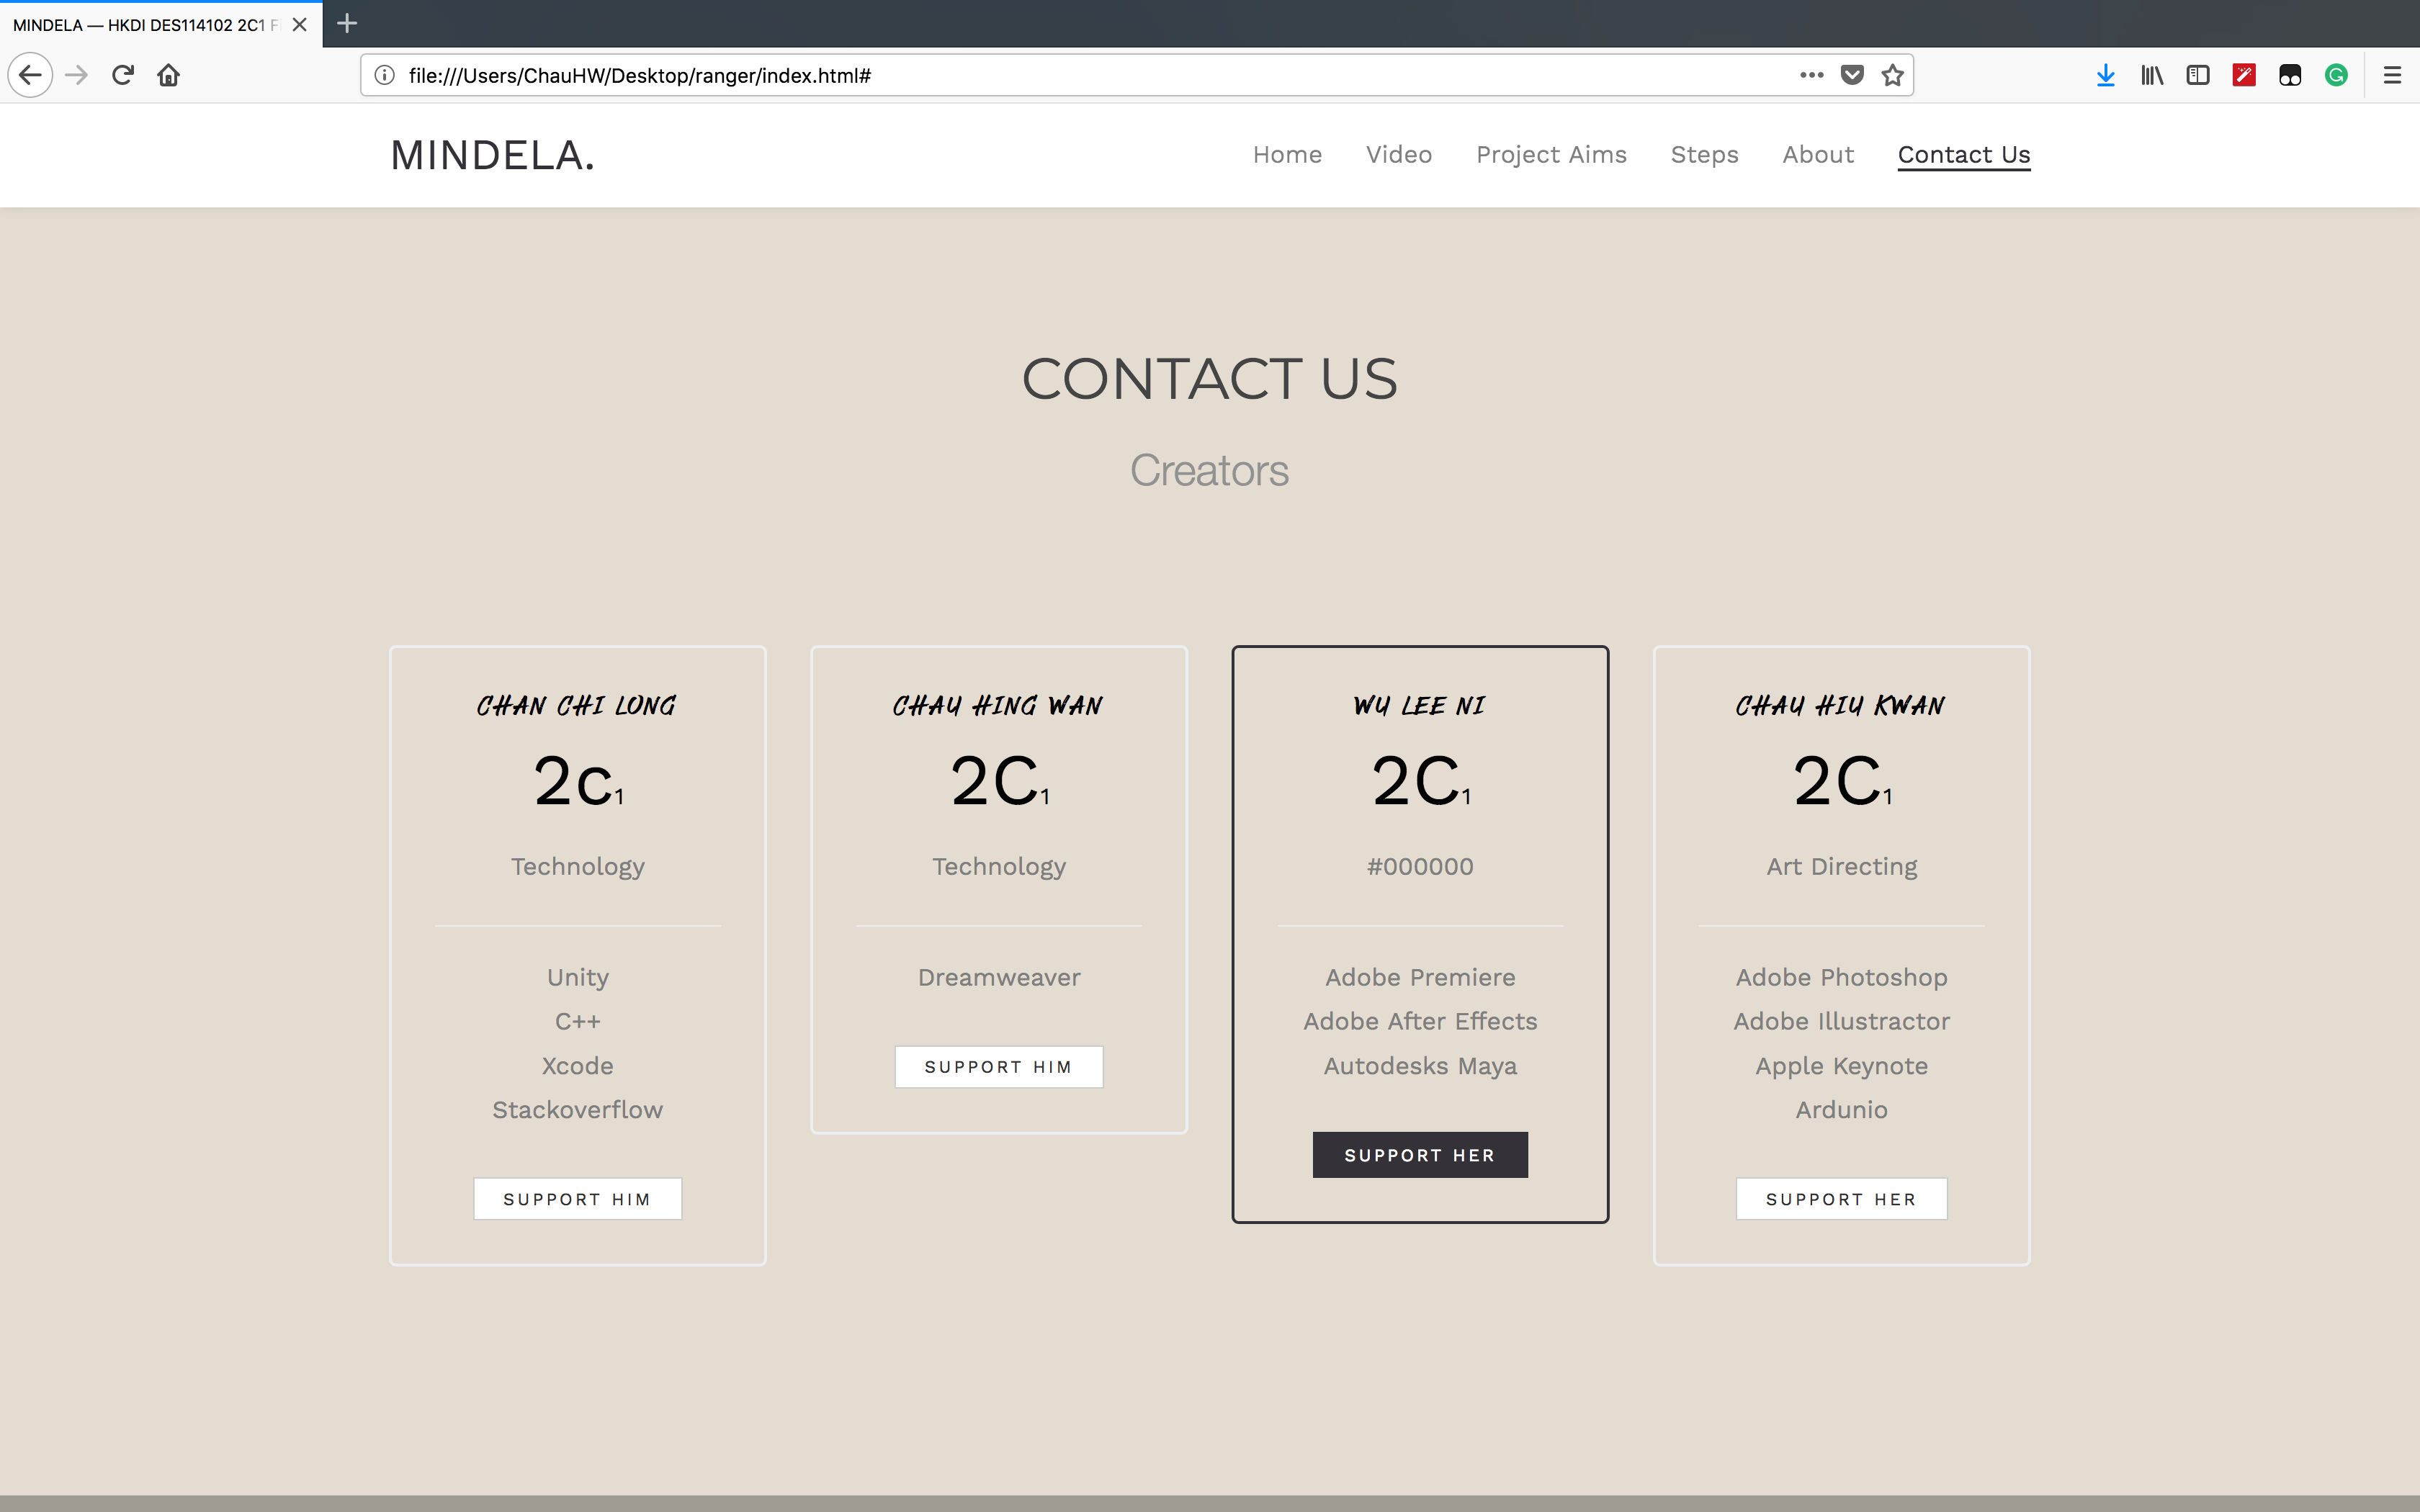 MINDELA — HKDI DES114102 2C1 F
file:///Users/ChauHW/Desktop/ranger/index.html#
MINDELA.
Home Video Project Aims Steps About Contact Us
CONTACT US
Creators
CHAN CHI LONG
2c1
Technology
Unity
C++
Xcode
Stackoverflow
SUPPORT HIM
CHAU HING WAN
2C1
Technology
Dreamweaver
SUPPORT HIM
WU LEE NI
2C1
#000000
Adobe Premiere
Adobe After Effects
Autodesks Maya
SUPPORT HER
CHAU HIU KWAN
2C1
Art Directing
Adobe Photoshop
Adobe Illustractor
Apple Keynote
Ardunio
SUPPORT HER